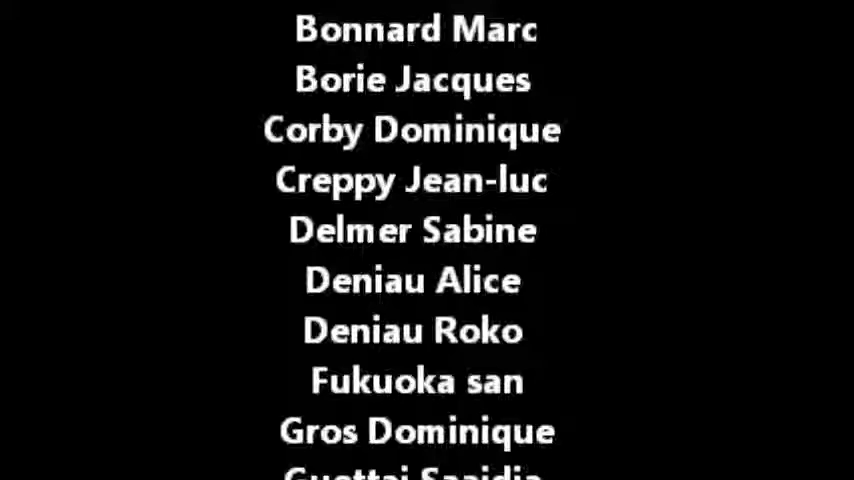 Bonnard Marc
Borie Jacques
Corby Dominique
Creppy Jean-luc
Delmer Sabine
Deniau Alice
Deniau Roko
Fukuoka san
Gros Dominique